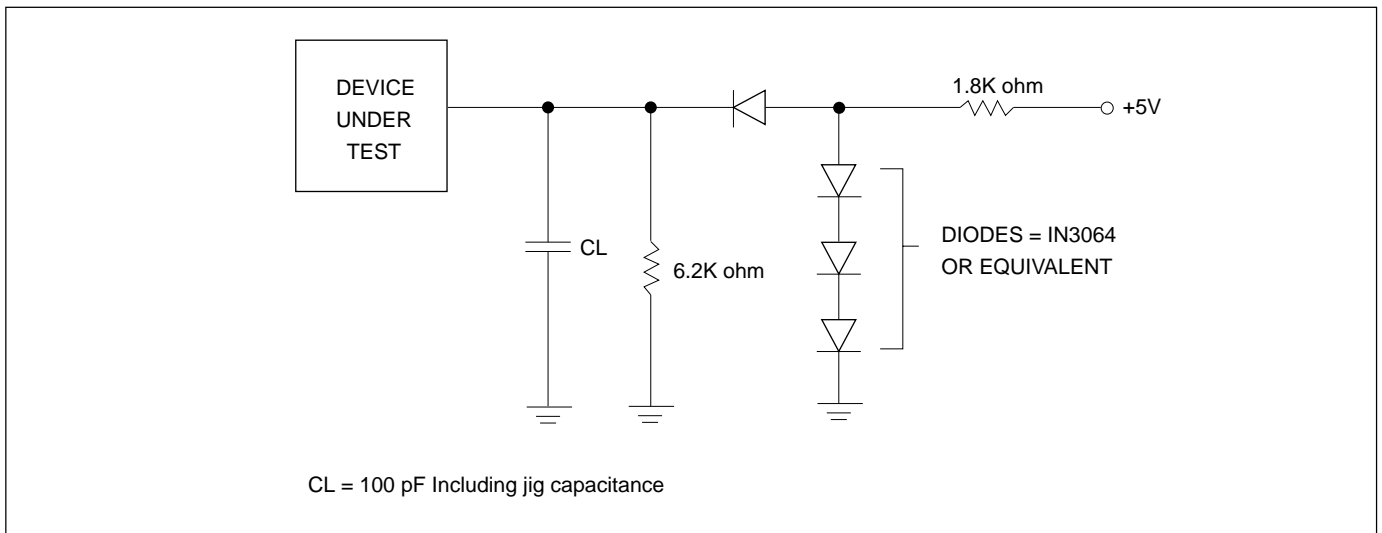 DEVICE
UNDER
TEST
1.8K ohm
+5V
CL
6.2K ohm
DIODES = IN3064
OR EQUIVALENT
CL = 100 pF Including jig capacitance